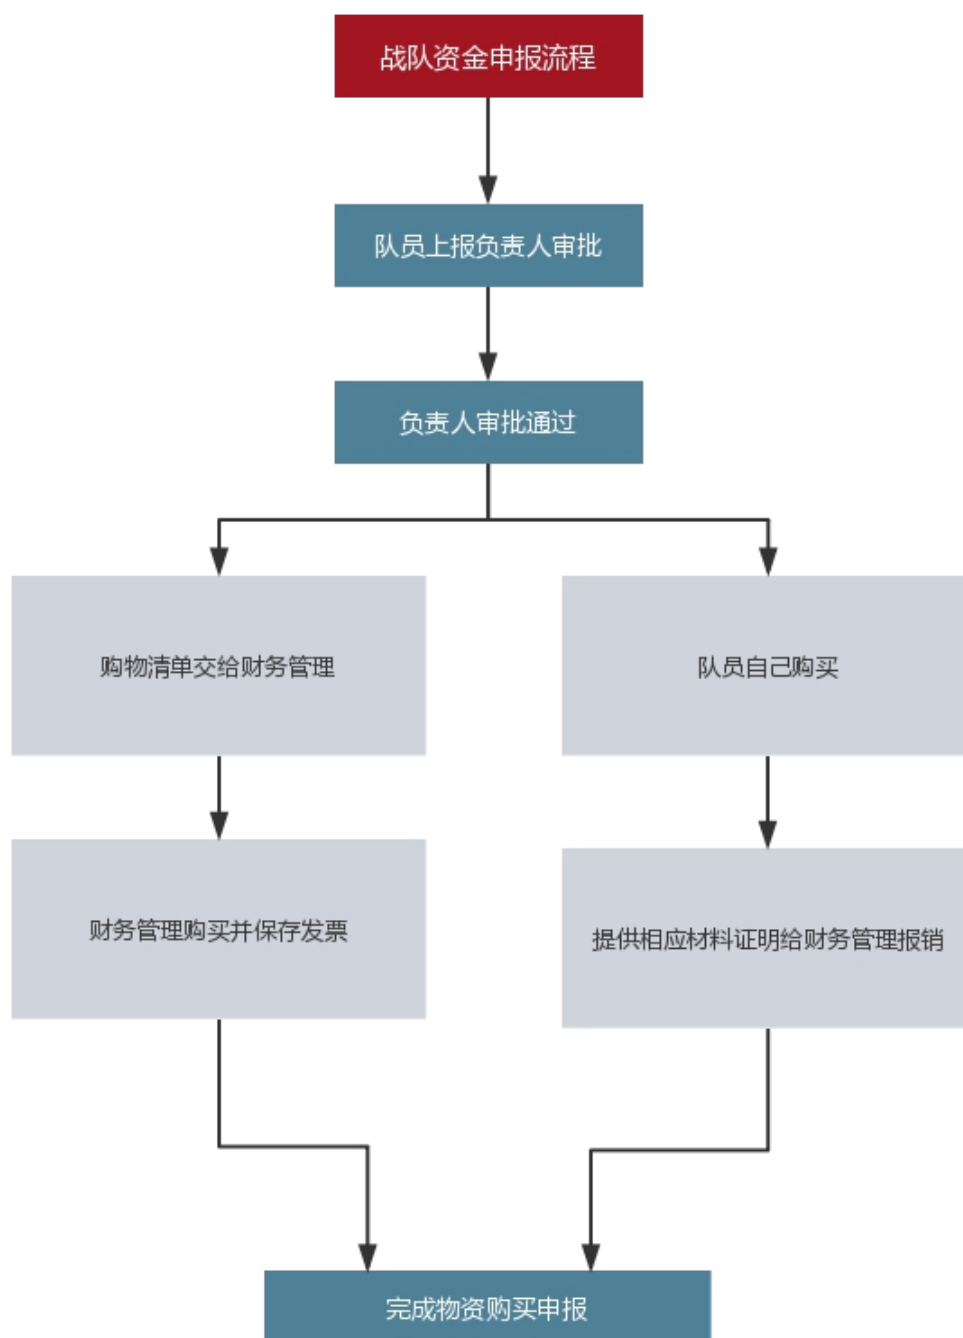 战队资金申报流程
队员上报负责人审批
负责人审批通过
购物清单交给财务管理
队员自己购买
财务管理购买并保存发票
提供相应材料证明给财务管理报销
完成物资购买申报